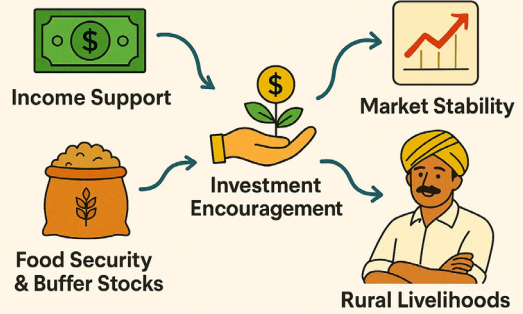 $
Income Support
$
Market Stability
Investment
Encouragement
Food Security
& Buffer Stocks
Rural Livelihoods